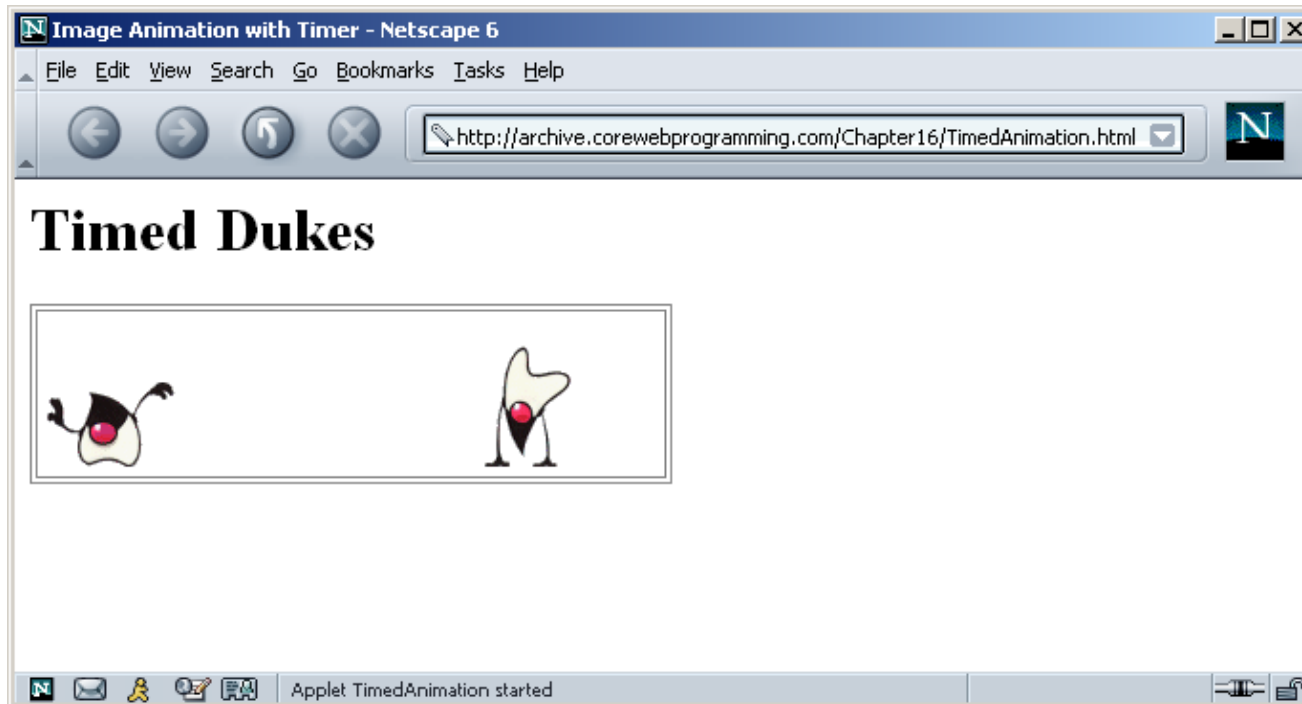 Image Animation with Timer - Netscape 6
File Edit View Search Go Bookmarks Tasks Help
http://archive.corewebprogramming.com/Chapter16/TimedAnimation.html
N
Timed Dukes
N
Applet TimedAnimation started